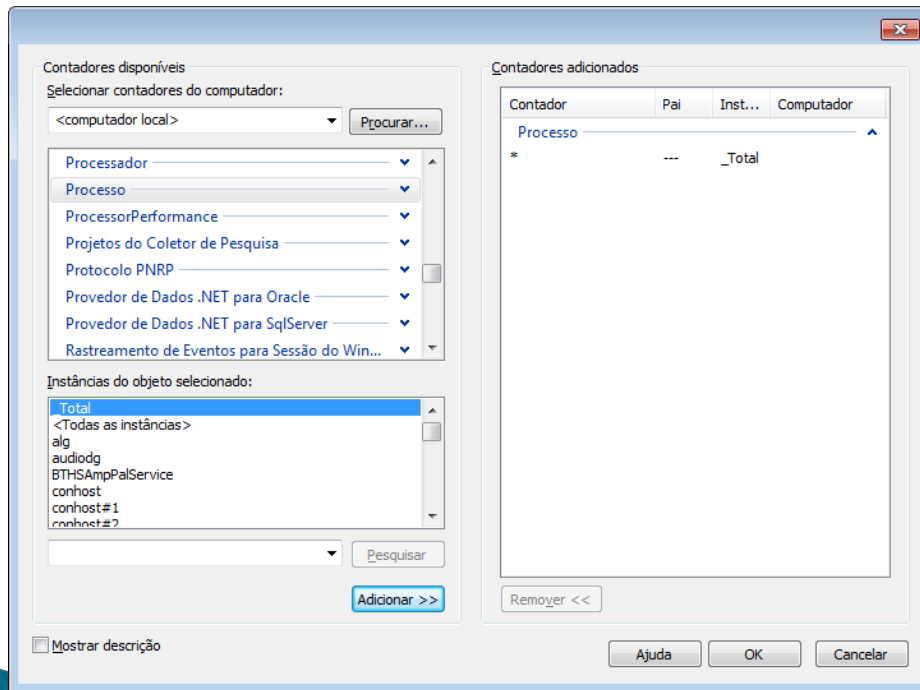 Contadores disponíveis
Selecionar contadores do computador:
<computador local>
Procurar...
Processador
Processo
ProcessorPerformance
Projetos do Coletor de Pesquisa
Protocolo PNRP
Provedor de Dados .NET para Oracle
Provedor de Dados .NET para SqlServer
Rastreamento de Eventos para Sessão do Win...
Instâncias do objeto selecionado:
_Total
<Todas as instâncias>
alg
audiodg
BTHSAmpPalService
conhost
conhost#1
conhost#2
Pesquisar
Adicionar >>
Mostrar descrição
Contadores adicionados
Contador Pai Inst... Computador
Processo
* --- _Total
Remover <<
Ajuda OK Cancelar